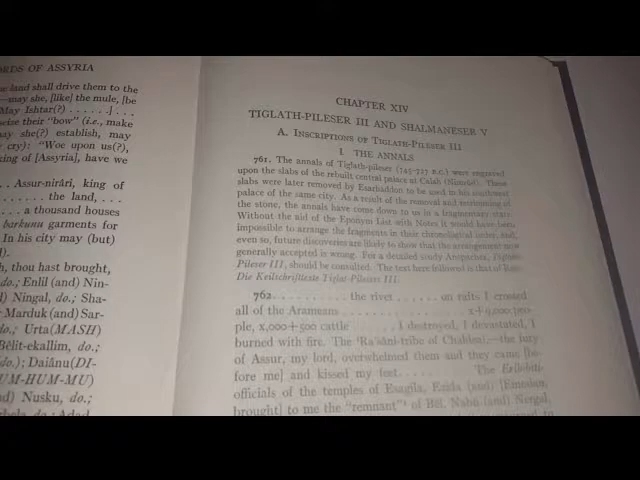 ORDS OF ASSYRIA
e land shall drive them to the
—may she, [like] the mule, [be
May Ishtar(?) . . . . . .] . . .
eize their "bow" (i.e., make
ay she(?) establish, may
cry): "Woe upon us(?),
king of [Assyria], have we
. . . Assur-nirâri, king of
. . . . . . . . the land, . . .
. . . . a thousand houses
barkunu garments for
In his city may (but)
h, thou hast brought,
do.; Enlil (and) Nin-
) Ningal, do.; Sha-
Marduk (and) Sar-
do.; Urta(MASH)
Bêlit-ekallim, do.;
do.); Daiânu(DI-
UM-HUM-MU)
d) Nusku, do.;
do.; Adad
CHAPTER XIV
TIGLATH-PILESER III AND SHALMANESER V
A. Inscriptions of Tiglath-Pileser III
I. THE ANNALS
761. The annals of Tiglath-pileser (745–727 B.C.) were engraved
upon the slabs of the rebuilt central palace at Calah (Nimrûd). These
slabs were later removed by Esarhaddon to be used in his southwest
palace of the same city. As a result of the removal and
the stone, the annals have come down to us in a fragmentary state.
Without the aid of the Eponym List with Notes it would have been
impossible to arrange the fragments in their chronological order, and,
even so, future discoveries are likely to show that the arrangement now
generally accepted is wrong. For a detailed study Anspacher, Tiglath
Pileser III, should be consulted. The text here followed is that of Rost,
Die Keilschrifttexte Tiglat-Pilesers III.
762. . . . . . . . . . . the river . . . . . . on rafts I crossed
all of the Arameans . . . . . . . . . . . . x+9,000 peo-
ple, x,000+500 cattle . . . . . . I destroyed, I devastated, I
burned with fire. The 'Ra'sâni-tribe of Chaldea]—the fury
of Assur, my lord, overwhelmed them and they came [be-
fore me] and kissed my feet . . . . . . . . The
officials of the temples of Esagila, Ezida (and) [Emeslan,
brought] to me the "remnant" of Bêl, Nabû (and) Nergal,